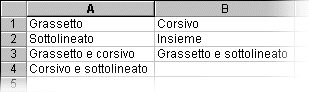 A B
1 Grassetto Corsivo
2 Sottolineato Insieme
3 Grassetto e corsivo Grassetto e sottolineato
4 Corsivo e sottolineato
5